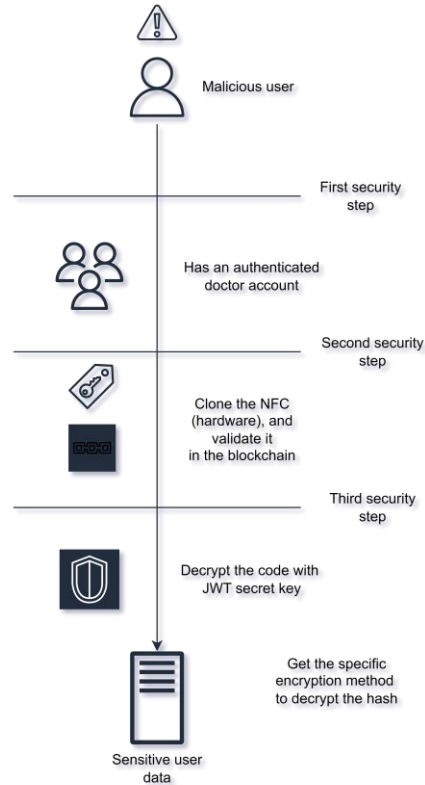 Malicious user
First security
step
Has an authenticated
doctor account
Second security
step
Clone the NFC
(hardware), and
validate it
in the blockchain
Third security
step
Decrypt the code with
JWT secret key
Get the specific
encryption method
to decrypt the hash
Sensitive user
data